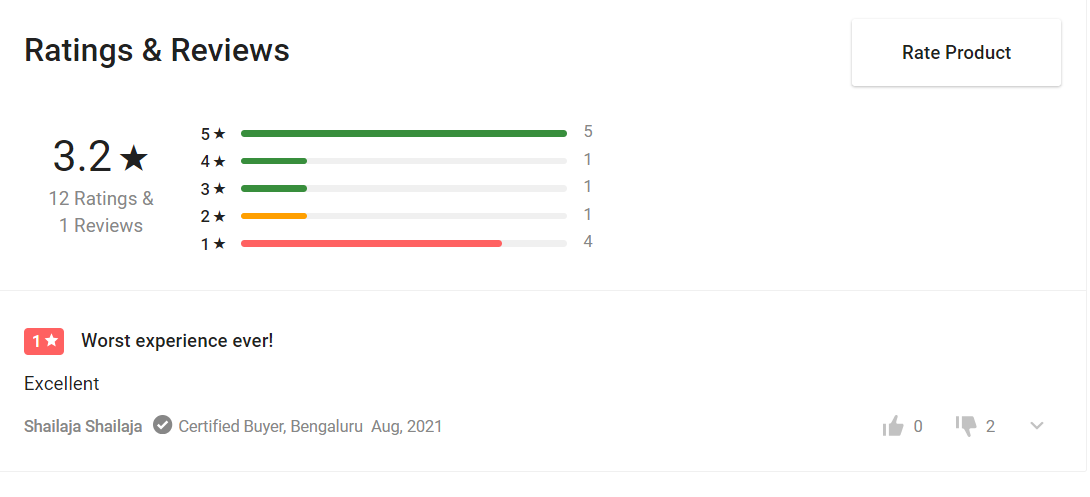 Ratings & Reviews
Rate Product
3.2 ★
12 Ratings &
1 Reviews
5 ★ 5
4 ★ 1
3 ★ 1
2 ★ 1
1 ★ 4
1 ★ Worst experience ever!
Excellent
Shailaja Shailaja Certified Buyer, Bengaluru Aug, 2021 0 2